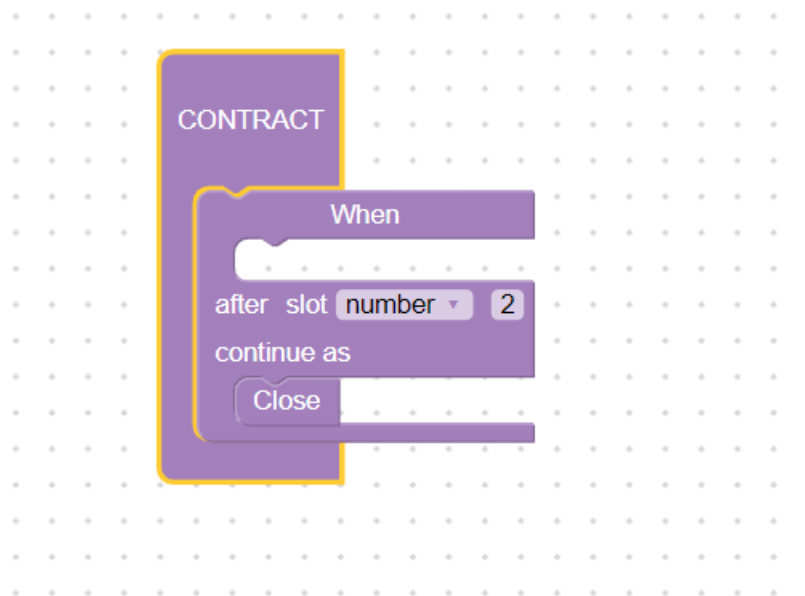 CONTRACT
When
after slot number 2
continue as
Close